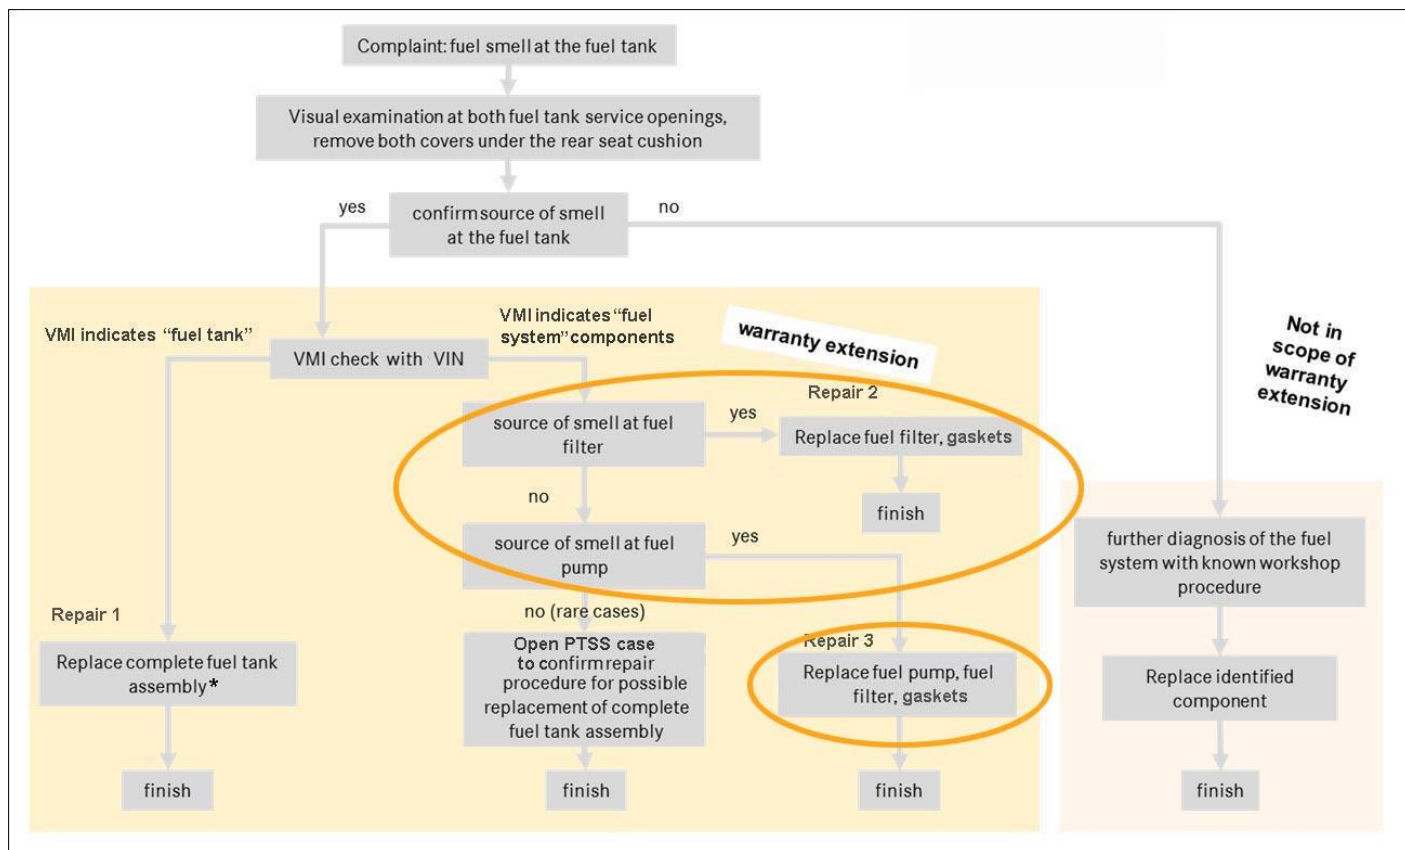 Complaint: fuel smell at the fuel tank
Visual examination at both fuel tank service openings,
remove both covers under the rear seat cushion
yes
confirm source of smell
at the fuel tank
no
VMI indicates "fuel tank"
VMI check with VIN
VMI indicates "fuel
system" components
warranty extension
Not in
scope of
warranty
extension
source of smell at fuel
filter
yes
Repair 2
Replace fuel filter, gaskets
finish
no
source of smell at fuel
pump
yes
further diagnosis of the fuel
system with known workshop
procedure
Repair 1
Replace complete fuel tank
assembly*
finish
no (rare cases)
Open PTSS case
to confirm repair
procedure for possible
replacement of complete
fuel tank assembly
finish
Repair 3
Replace fuel pump, fuel
filter, gaskets
finish
Replace identified
component
finish